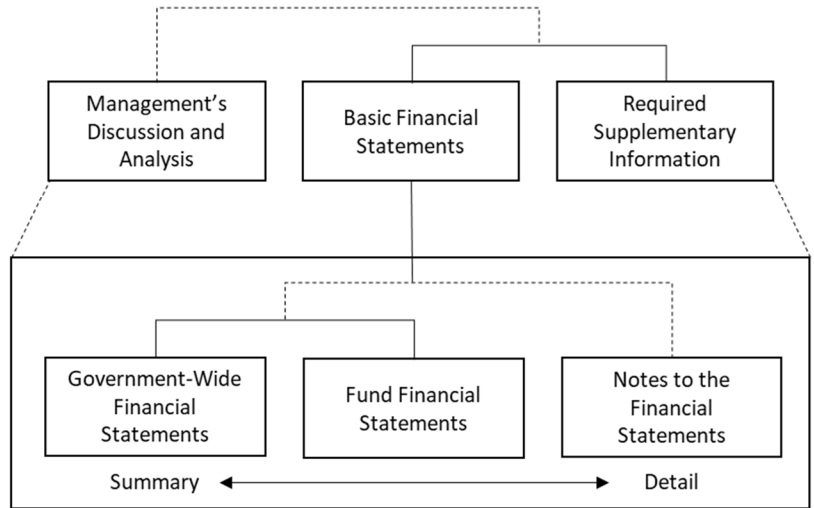 Management's
Discussion and
Analysis
Basic Financial
Statements
Required
Supplementary
Information
Government-Wide
Financial
Statements
Fund Financial
Statements
Notes to the
Financial
Statements
Summary
Detail